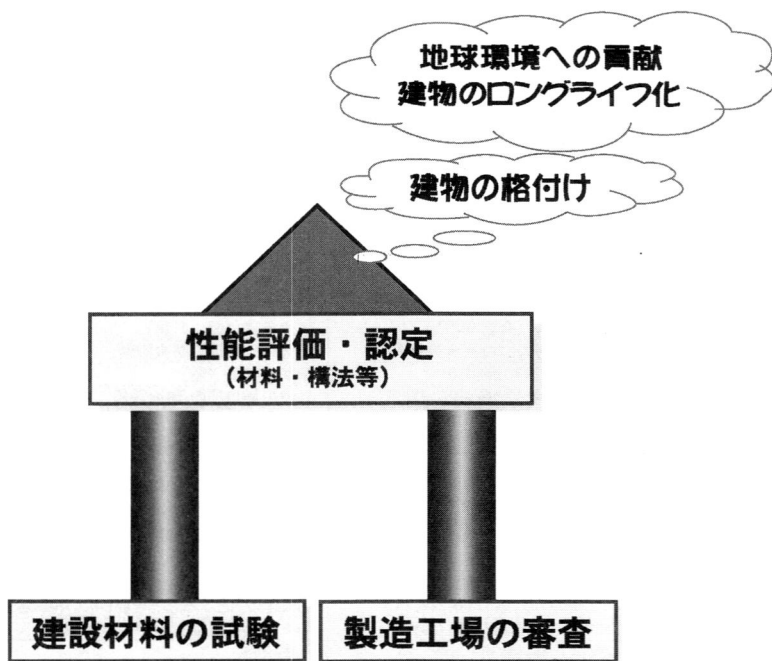 地球環境への貢献
建物のロングライフ化
建物の格付け
性能評価・認定
（材料・構法等）
建設材料の試験
製造工場の審査